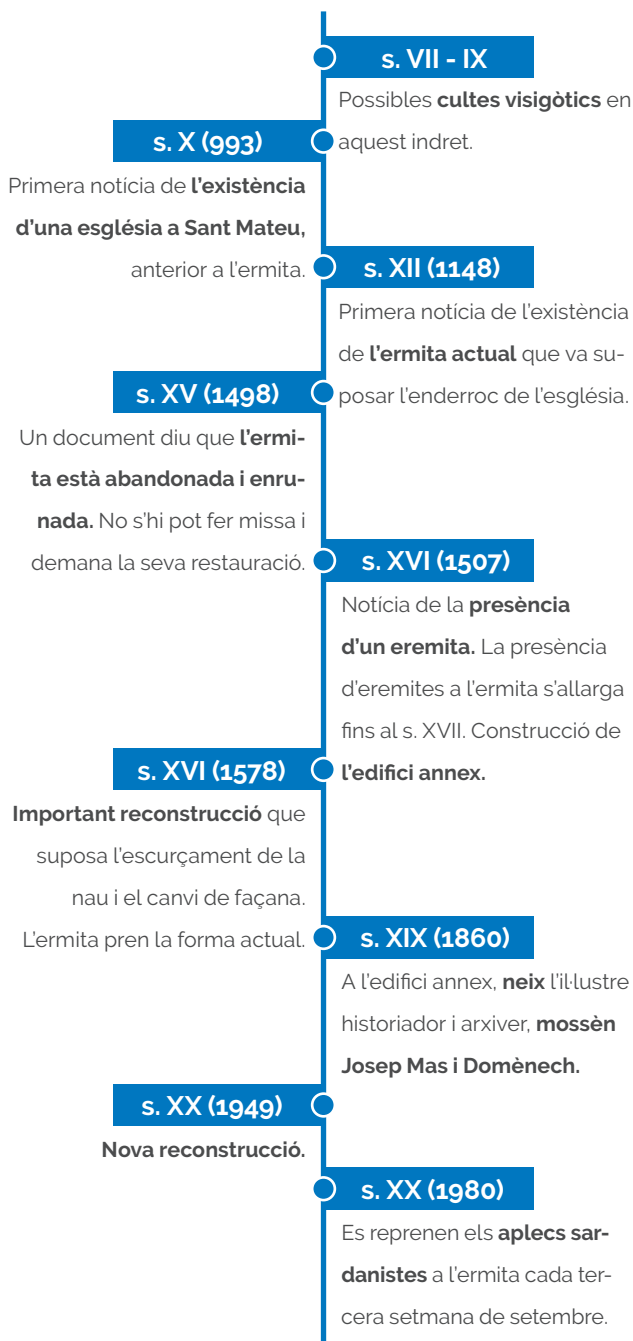 s. VII - IX
Possibles cultes visigòtics en
aquest indret.
s. X (993)
Primera notícia de l’existència
d’una església a Sant Mateu,
anterior a l’ermita.
s. XII (1148)
Primera notícia de l’existència
de l’ermita actual que va su-
posar l’enderroc de l’església.
s. XV (1498)
Un document diu que l’ermi-
ta està abandonada i enru-
nada. No s’hi pot fer missa i
demana la seva restauració.
s. XVI (1507)
Notícia de la presència
d’un eremita. La presència
d’eremites a l’ermita s’allarga
fins al s. XVII. Construcció de
l’edifici annex.
s. XVI (1578)
Important reconstrucció que
suposa l’escurçament de la
nau i el canvi de façana.
L’ermita pren la forma actual.
s. XIX (1860)
A l’edifici annex, neix l’il·lustre
historiador i arxiver, mossèn
Josep Mas i Domènech.
s. XX (1949)
Nova reconstrucció.
s. XX (1980)
Es reprenen els aplecs sar-
danistes a l’ermita cada ter-
cera setmana de setembre.